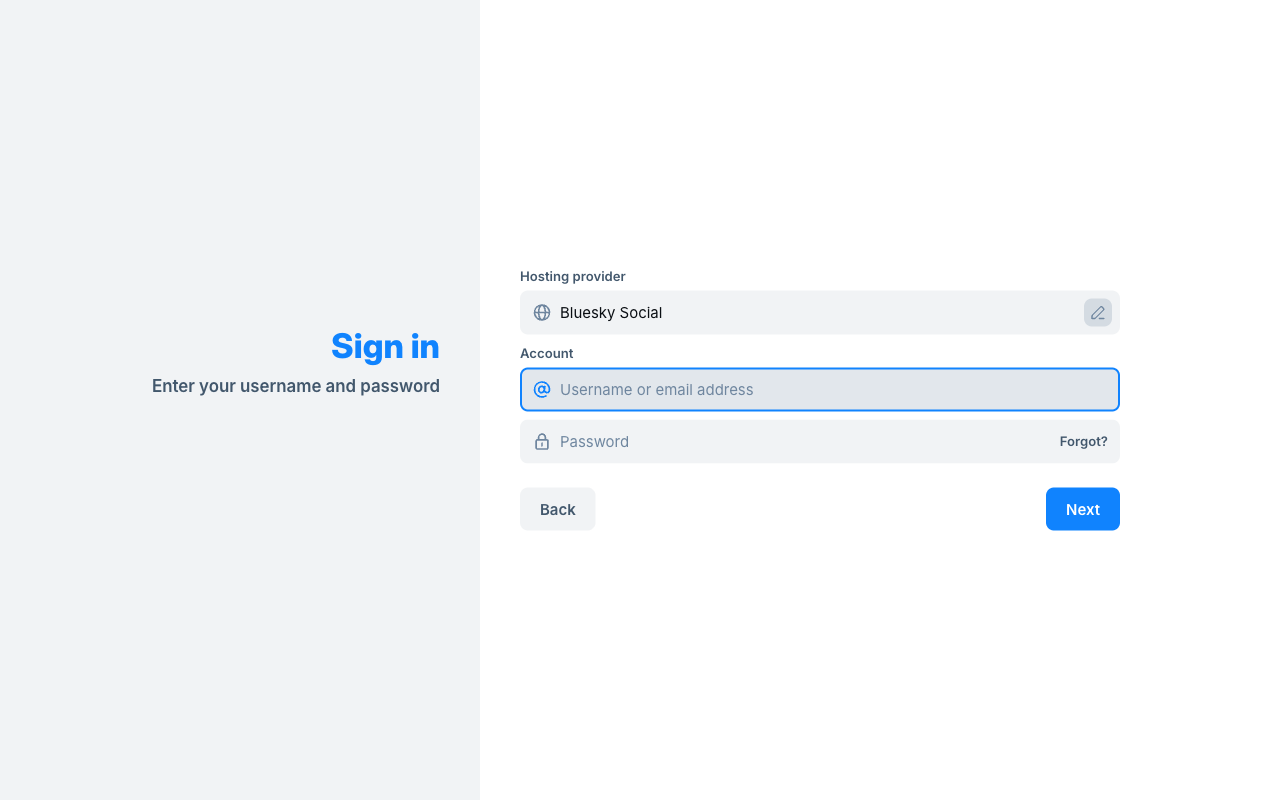 Sign in
Enter your username and password
Hosting provider
Bluesky Social
Account
Username or email address
Password
Forgot?
Back
Next